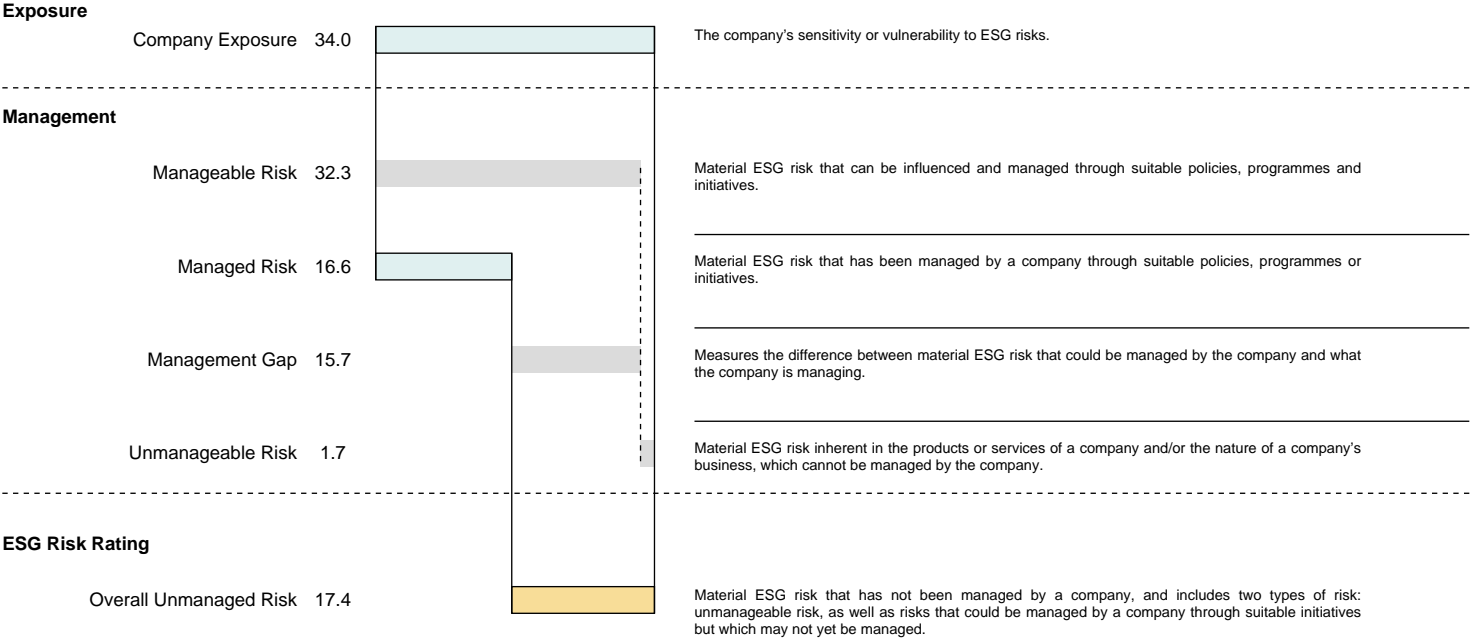 Exposure
Company Exposure 34.0
The company’s sensitivity or vulnerability to ESG risks.
Management
Manageable Risk 32.3
Material ESG risk that can be influenced and managed through suitable policies, programmes and
initiatives.
Managed Risk 16.6
Material ESG risk that has been managed by a company through suitable policies, programmes or
initiatives.
Management Gap 15.7
Measures the difference between material ESG risk that could be managed by the company and what
the company is managing.
Unmanageable Risk 1.7
Material ESG risk inherent in the products or services of a company and/or the nature of a company’s
business, which cannot be managed by the company.
ESG Risk Rating
Overall Unmanaged Risk 17.4
Material ESG risk that has not been managed by a company, and includes two types of risk:
unmanageable risk, as well as risks that could be managed by a company through suitable initiatives
but which may not yet be managed.